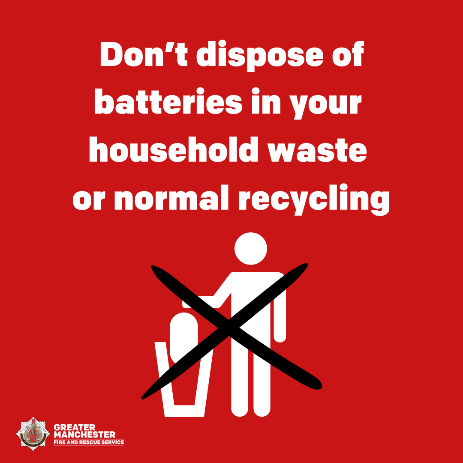 Don't dispose of
batteries in your
household waste
or normal recycling
GREATER
MANCHESTER
FIRE AND RESCUE SERVICE